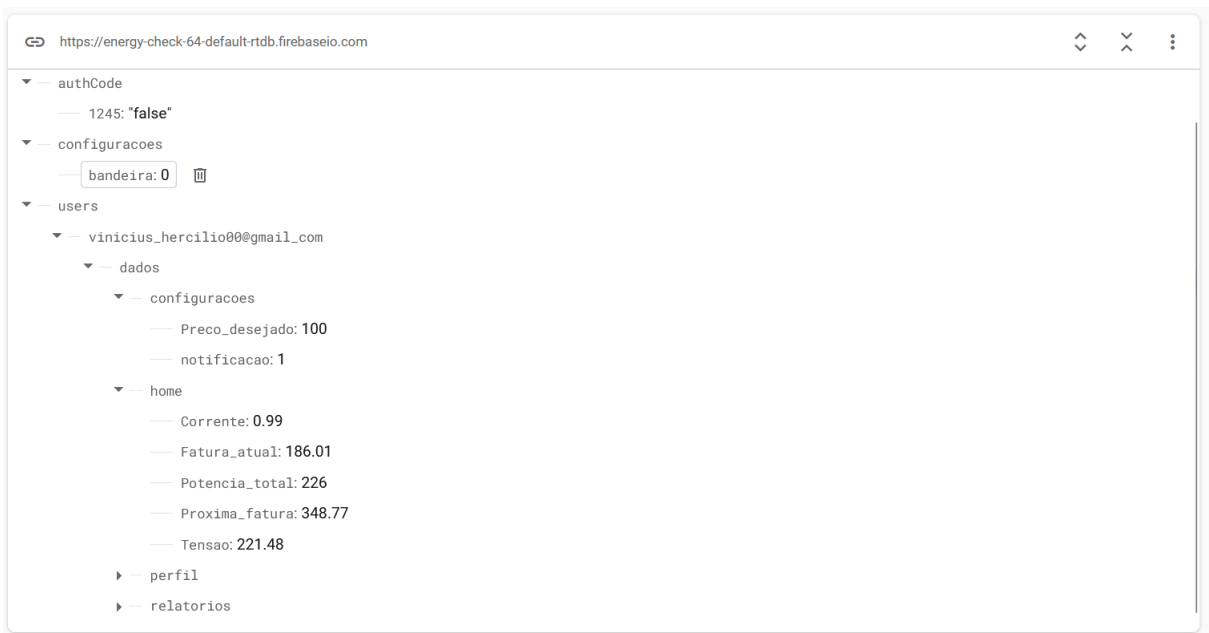 https://energy-check-64-default-rtdb.firebaseio.com
authCode
1245: "false"
configuracoes
bandeira: 0
users
vinicius_hercilio00@gmail_com
dados
configuracoes
Preco_desejado: 100
notificacao: 1
home
Corrente: 0.99
Fatura_atual: 186.01
Potencia_total: 226
Proxima_fatura: 348.77
Tensao: 221.48
perfil
relatorios